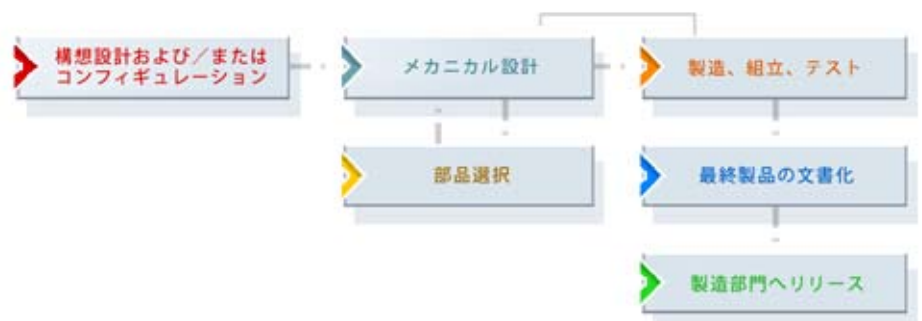 構想設計および／または
コンフィギュレーション
メカニカル設計
製造、組立、テスト
部品選択
最終製品の文書化
製造部門へリリース